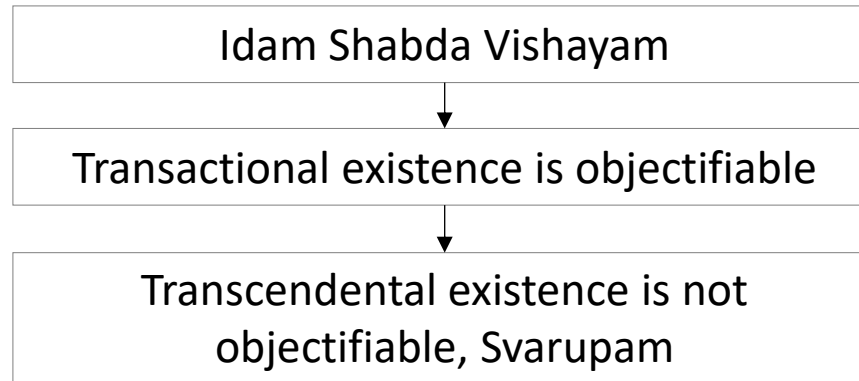 Idam Shabda Vishayam
Transactional existence is objectifiable
Transcendental existence is not
objectifiable, Svarupam